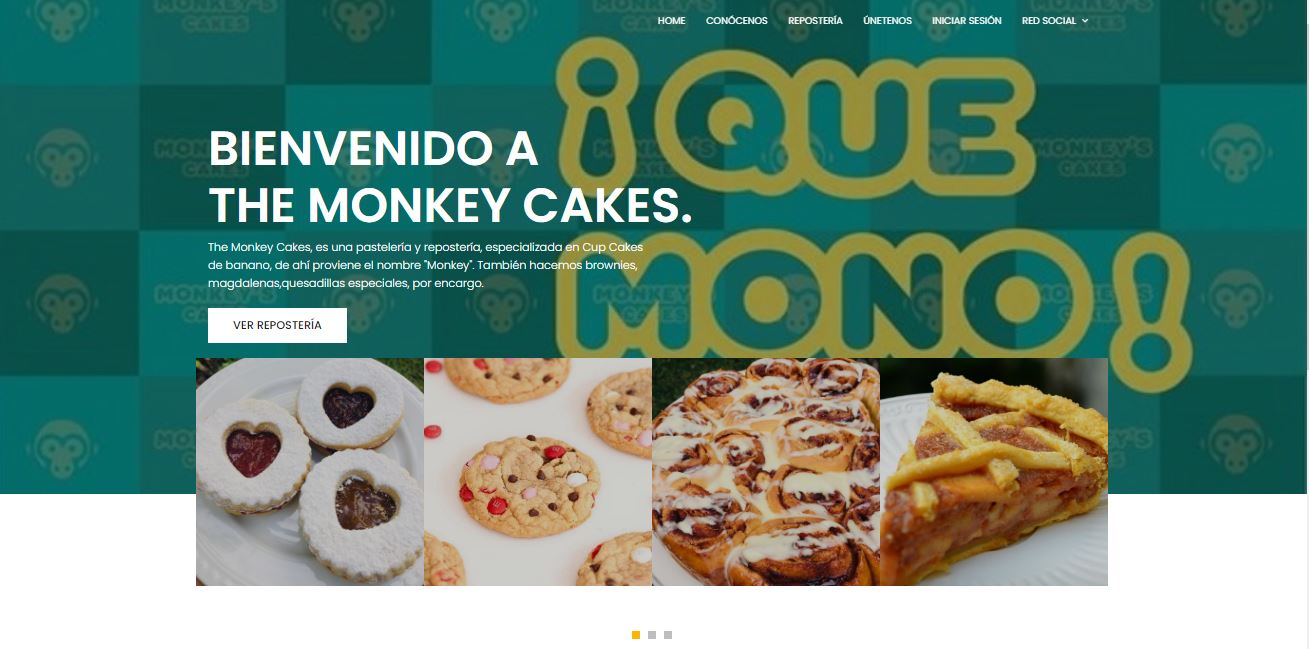 MONKEY'S
CAKES
MONKEY'S
CAKES
HOME CONÓCENOS REPOSTERÍA ÚNETENOS INICIAR SESIÓN RED SOCIAL
¡QUE
MONO!
BIENVENIDO A
THE MONKEY CAKES.
The Monkey Cakes, es una pastelería y repostería, especializada en Cup Cakes
de banano, de ahí proviene el nombre "Monkey". También hacemos brownies,
magdalenas,quesadillas especiales, por encargo.
VER REPOSTERÍA